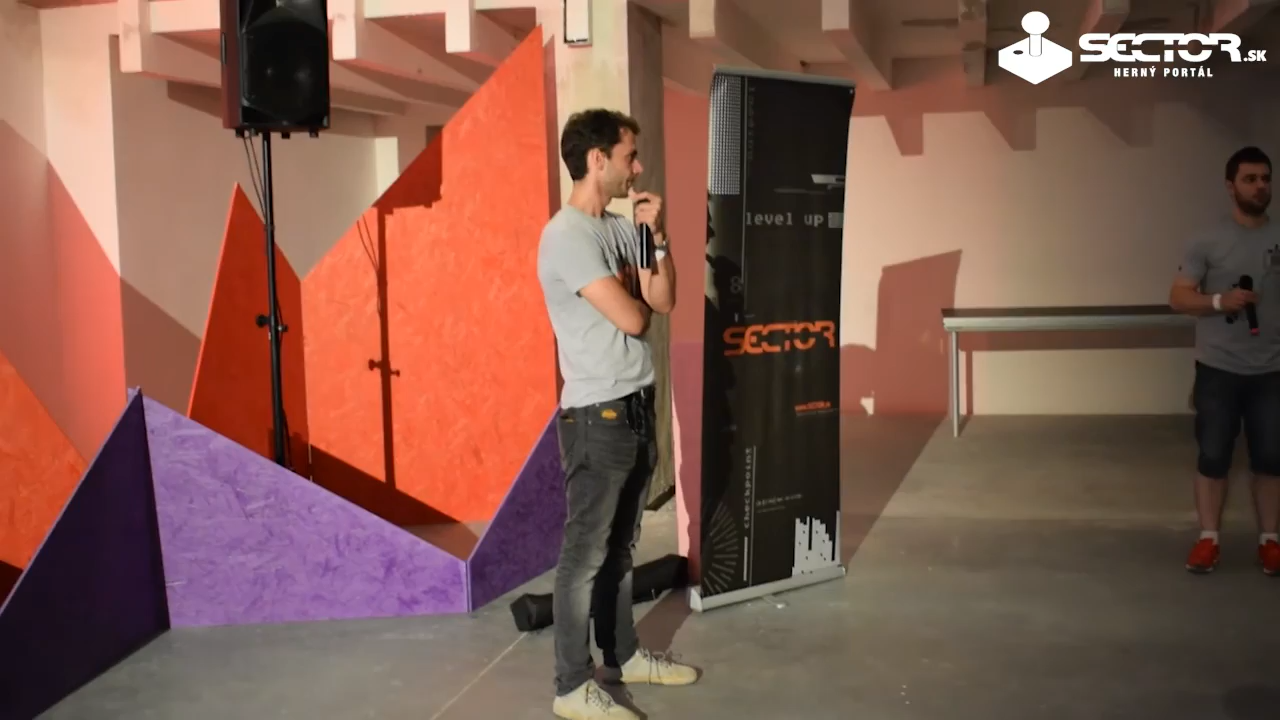 SECTOR.SK
HERNÝ PORTÁL
level up
SECTOR
checkpoint